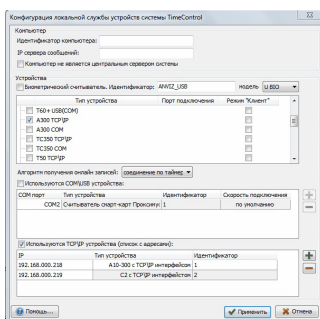 Конфигурация локальной службы устройств системы TimeControl
Компьютер
Идентификатор компьютера:
IP сервера сообщений:
Компьютер не является центральным сервером системы
Устройства
Биометрический считыватель. Идентификатор: ANVIZ_USB модель U BIO
Тип устройства Порт подключения Режим "Клиент"
T60+ USB(COM)
A300 TCP\IP
A300 COM
TC350 TCP\IP
TC350 COM
T50 TCP\IP
Алгоритм получения онлайн записей: соединение по таймер
Используются COM\USB устройства:
COM порт Тип устройства Идентификатор Скорость подключения
COM2 Считыватель смарт-карт Проксиму 1 по умолчанию
Используются TCP\IP устройства (список с адресами):
IP Тип устройства Идентификатор
192.168.000.218 A10-300 с TCP\IP интерфейсом 1
192.168.000.219 C2 с TCP\IP интерфейсом 2
Помощь... Применить Отмена